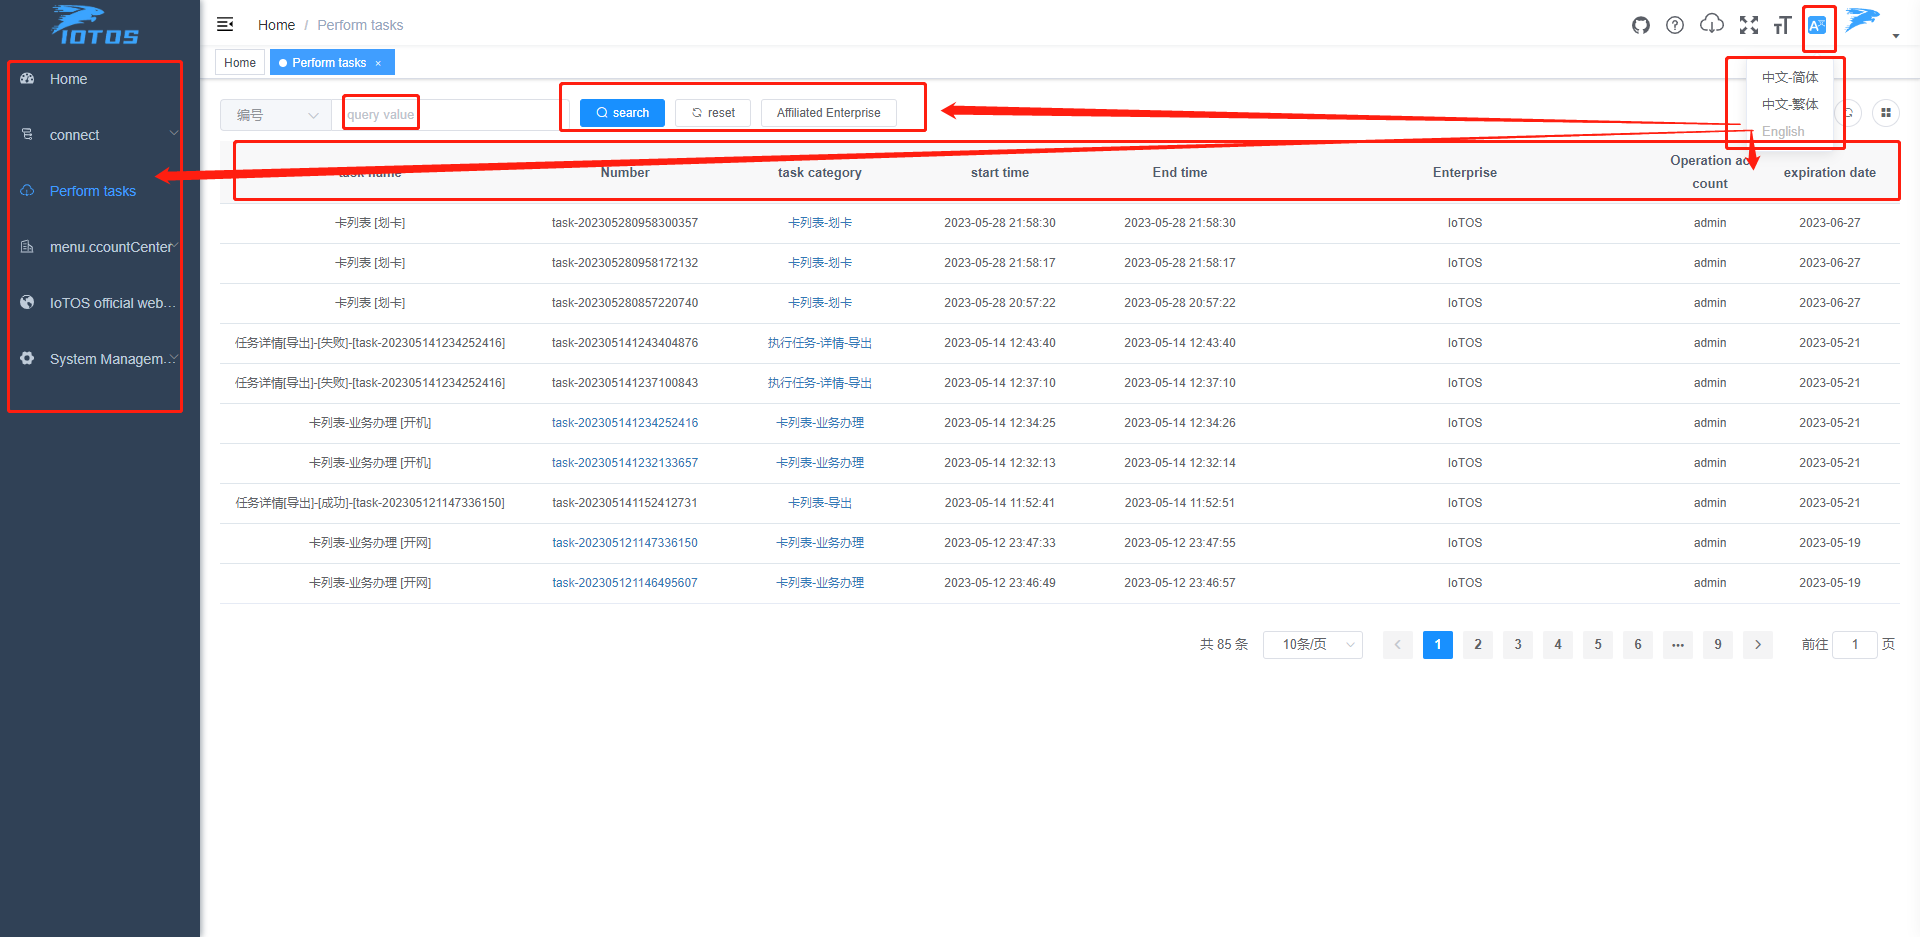 IOTOS
Home / Perform tasks
Home
Perform tasks ×
Home
connect
Perform tasks
menu.ccountCenter
IoTOS official web...
System Managem...
中文-简体
中文-繁体
English
编号
query value
search
reset
Affiliated Enterprise
task name Number task category start time End time Enterprise Operation ac
count expiration date
卡列表 [划卡] task-202305280958300357 卡列表-划卡 2023-05-28 21:58:30 2023-05-28 21:58:30 IoTOS admin 2023-06-27
卡列表 [划卡] task-202305280958172132 卡列表-划卡 2023-05-28 21:58:17 2023-05-28 21:58:17 IoTOS admin 2023-06-27
卡列表 [划卡] task-202305280857220740 卡列表-划卡 2023-05-28 20:57:22 2023-05-28 20:57:22 IoTOS admin 2023-06-27
任务详情[导出]-[失败]-[task-202305141234252416] task-202305141243404876 执行任务-详情-导出 2023-05-14 12:43:40 2023-05-14 12:43:40 IoTOS admin 2023-05-21
任务详情[导出]-[失败]-[task-202305141234252416] task-202305141237100843 执行任务-详情-导出 2023-05-14 12:37:10 2023-05-14 12:37:10 IoTOS admin 2023-05-21
卡列表-业务办理 [开机] task-202305141234252416 卡列表-业务办理 2023-05-14 12:34:25 2023-05-14 12:34:26 IoTOS admin 2023-05-21
卡列表-业务办理 [开机] task-202305141232133657 卡列表-业务办理 2023-05-14 12:32:13 2023-05-14 12:32:14 IoTOS admin 2023-05-21
任务详情[导出]-[成功]-[task-202305121147336150] task-202305141152412731 卡列表-导出 2023-05-14 11:52:41 2023-05-14 11:52:51 IoTOS admin 2023-05-21
卡列表-业务办理 [开网] task-202305121147336150 卡列表-业务办理 2023-05-12 23:47:33 2023-05-12 23:47:55 IoTOS admin 2023-05-19
卡列表-业务办理 [开网] task-202305121146495607 卡列表-业务办理 2023-05-12 23:46:49 2023-05-12 23:46:57 IoTOS admin 2023-05-19
共 85 条 10条/页 1 2 3 4 5 6 ••• 9 前往 1 页